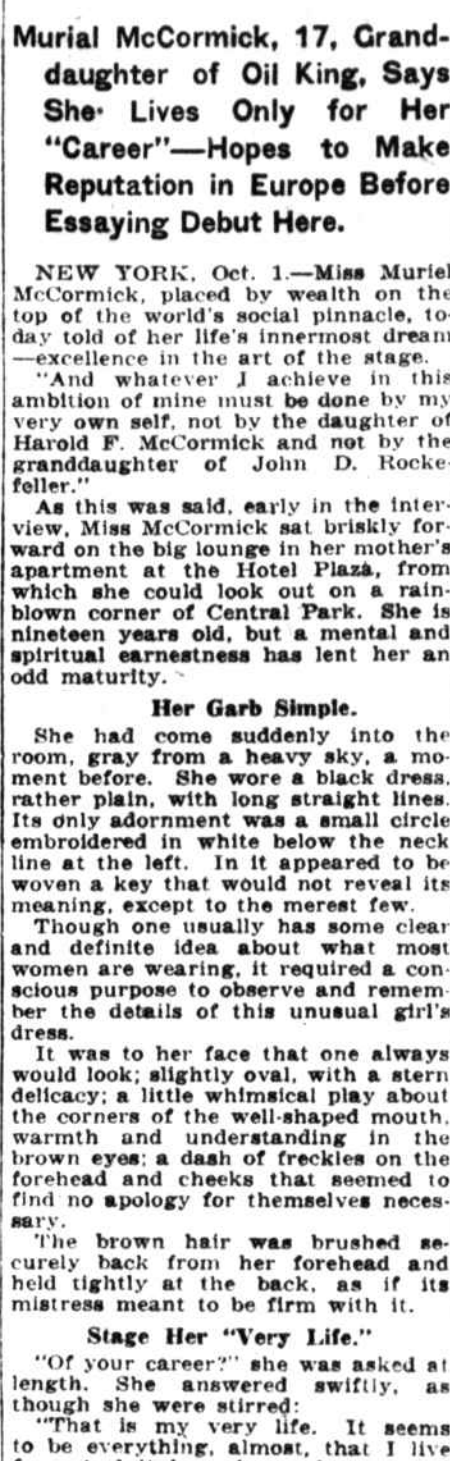 Murial McCormick, 17, Grand-
daughter of Oil King, Says
She Lives Only for Her
"Career"—Hopes to Make
Reputation in Europe Before
Essaying Debut Here.
NEW YORK, Oct. 1.—Miss Muriel
McCormick, placed by wealth on the
top of the world's social pinnacle, to-
day told of her life's innermost dream
—excellence in the art of the stage.
"And whatever I achieve in this
ambition of mine must be done by my
very own self, not by the daughter of
Harold F. McCormick and not by the
granddaughter of John D. Rocke-
feller."
As this was said, early in the inter-
view, Miss McCormick sat briskly for-
ward on the big lounge in her mother's
apartment at the Hotel Plaza, from
which she could look out on a rain-
blown corner of Central Park. She is
nineteen years old, but a mental and
spiritual earnestness has lent her an
odd maturity.
Her Garb Simple.
She had come suddenly into the
room, gray from a heavy sky, a mo-
ment before. She wore a black dress,
rather plain, with long straight lines.
Its only adornment was a small circle
embroidered in white below the neck
line at the left. In it appeared to be
woven a key that would not reveal its
meaning, except to the merest few.
Though one usually has some clear
and definite idea about what most
women are wearing, it required a con-
scious purpose to observe and remem-
ber the details of this unusual girl's
dress.
It was to her face that one always
would look; slightly oval, with a stern
delicacy; a little whimsical play about
the corners of the well-shaped mouth,
warmth and understanding in the
brown eyes; a dash of freckles on the
forehead and cheeks that seemed to
find no apology for themselves neces-
sary.
The brown hair was brushed se-
curely back from her forehead and
held tightly at the back, as if its
mistress meant to be firm with it.
Stage Her "Very Life."
"Of your career?" she was asked at
length. She answered swiftly, as
though she were stirred:
"That is my very life. It seems
to be everything, almost, that I live